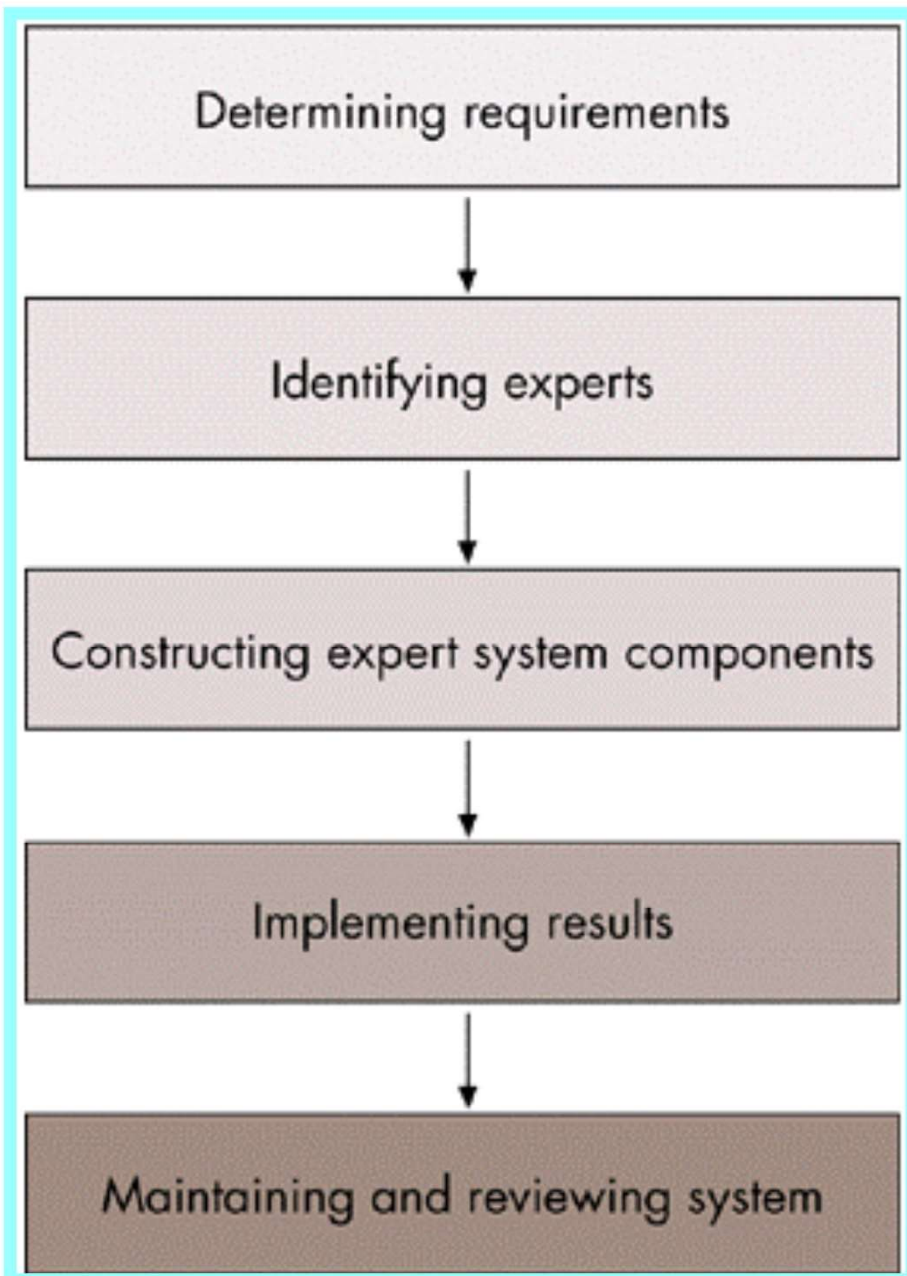 Determining requirements
Identifying experts
Constructing expert system components
Implementing results
Maintaining and reviewing system